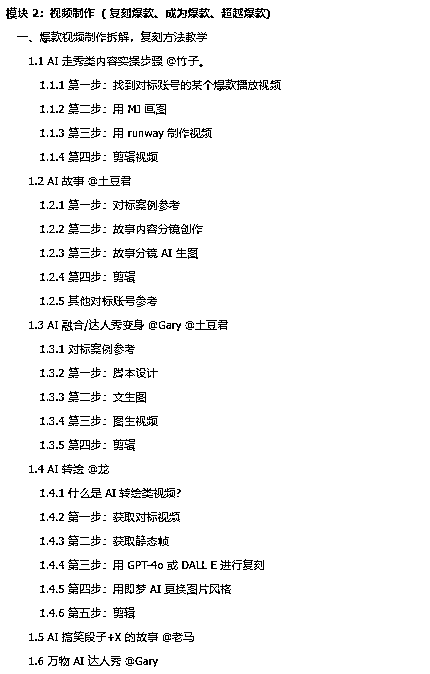 模块 2：视频制作（复刻爆款、成为爆款、超越爆款)
一、爆款视频制作拆解，复刻方法教学
1.1 AI 走秀类内容实操步骤 @竹子。
1.1.1 第一步：找到对标账号的某个爆款播放视频
1.1.2 第二步：用 MJ 画图
1.1.3 第三步：用 runway 制作视频
1.1.4 第四步：剪辑视频
1.2 AI 故事 @土豆君
1.2.1 第一步：对标案例参考
1.2.2 第二步：故事内容分镜创作
1.2.3 第三步：故事分镜 AI 生图
1.2.4 第四步：剪辑
1.2.5 其他对标账号参考
1.3 AI 融合/达人秀变身 @Gary @土豆君
1.3.1 对标案例参考
1.3.2 第一步：脚本设计
1.3.3 第二步：文生图
1.3.4 第三步：图生视频
1.3.5 第四步：剪辑
1.4 AI 转绘 @龙
1.4.1 什么是 AI 转绘类视频?
1.4.2 第一步：获取对标视频
1.4.3 第二步：获取静态帧
1.4.4 第三步：用 GPT-4o 或 DALL E 进行复刻
1.4.5 第四步：用即梦 AI 更换图片风格
1.4.6 第五步：剪辑
1.5 AI 搞笑段子+X 的故事 @老马
1.6 万物 AI 达人秀 @Gary